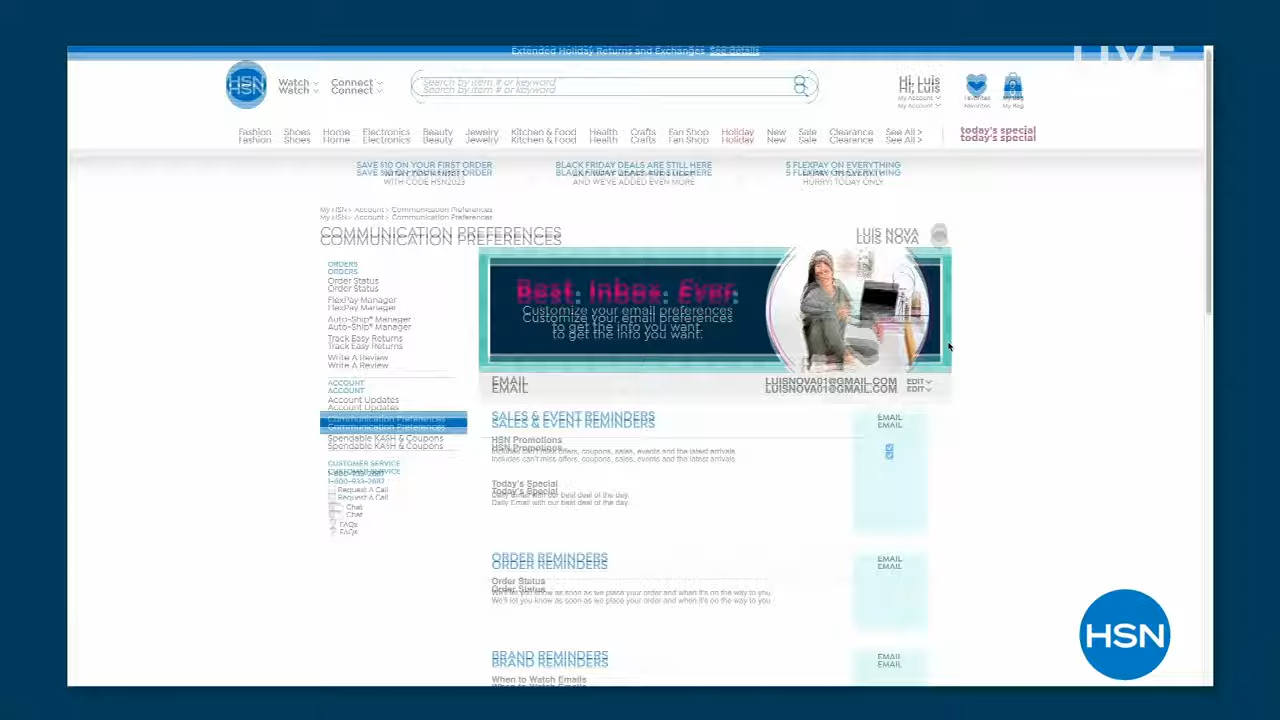 Extended Holiday Returns and Exchanges See details
LIVE
HSN
Watch
Connect
Search by item # or keyword
Hi, Luis
My Account
Favorites
My Bag
Fashion Shoes Home Electronics Beauty Jewelry Kitchen & Food Health Crafts Fan Shop Holiday New Sale Clearance See All > today's special
SAVE $10 ON YOUR FIRST ORDER
WITH CODE HSN2023
BLACK FRIDAY DEALS ARE STILL HERE
AND WE'VE ADDED EVEN MORE
5 FLEXPAY ON EVERYTHING
HURRY! TODAY ONLY
My HSN > Account > Communication Preferences
COMMUNICATION PREFERENCES
LUIS NOVA
ORDERS
Order Status
FlexPay Manager
Auto-Ship® Manager
Track Easy Returns
Write A Review
ACCOUNT
Account Updates
Communication Preferences
Spendable KASH & Coupons
CUSTOMER SERVICE
1-800-933-2887
Request A Call
Chat
FAQs
Best. Inbox. Ever.
Customize your email preferences
to get the info you want.
EMAIL
LUISNOVA01@GMAIL.COM EDIT
SALES & EVENT REMINDERS
EMAIL
HSN Promotions
Includes can't miss offers, coupons, sales, events and the latest arrivals.
Today's Special
Daily Email with our best deal of the day.
ORDER REMINDERS
EMAIL
Order Status
We'll let you know as soon as we place your order and when it's on the way to you.
BRAND REMINDERS
EMAIL
When to Watch Emails
HSN